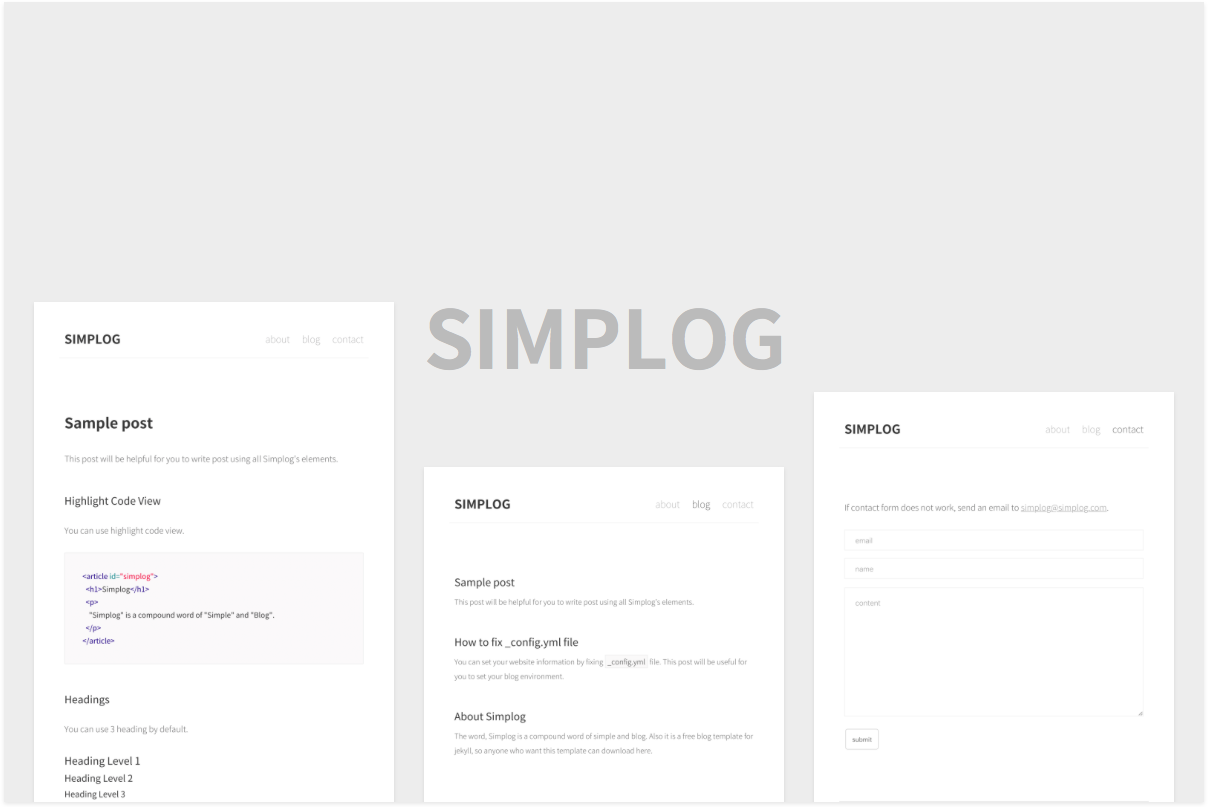 SIMPLOG
SIMPLOG about blog contact
Sample post
This post will be helpful for you to write post using all Simplog's elements.
Highlight Code View
You can use highlight code view.
<article id="simplog">
<h1>Simplog</h1>
<p>
"Simplog" is a compound word of "Simple" and "Blog".
</p>
</article>
Headings
You can use 3 heading by default.
Heading Level 1
Heading Level 2
Heading Level 3
SIMPLOG about blog contact
Sample post
This post will be helpful for you to write post using all Simplog's elements.
How to fix _config.yml file
You can set your website information by fixing _config.yml file. This post will be useful for
you to set your blog environment.
About Simplog
The word, Simplog is a compound word of simple and blog. Also it is a free blog template for
jekyll, so anyone who want this template can download here.
SIMPLOG about blog contact
If contact form does not work, send an email to simplog@simplog.com.
email
name
content
submit